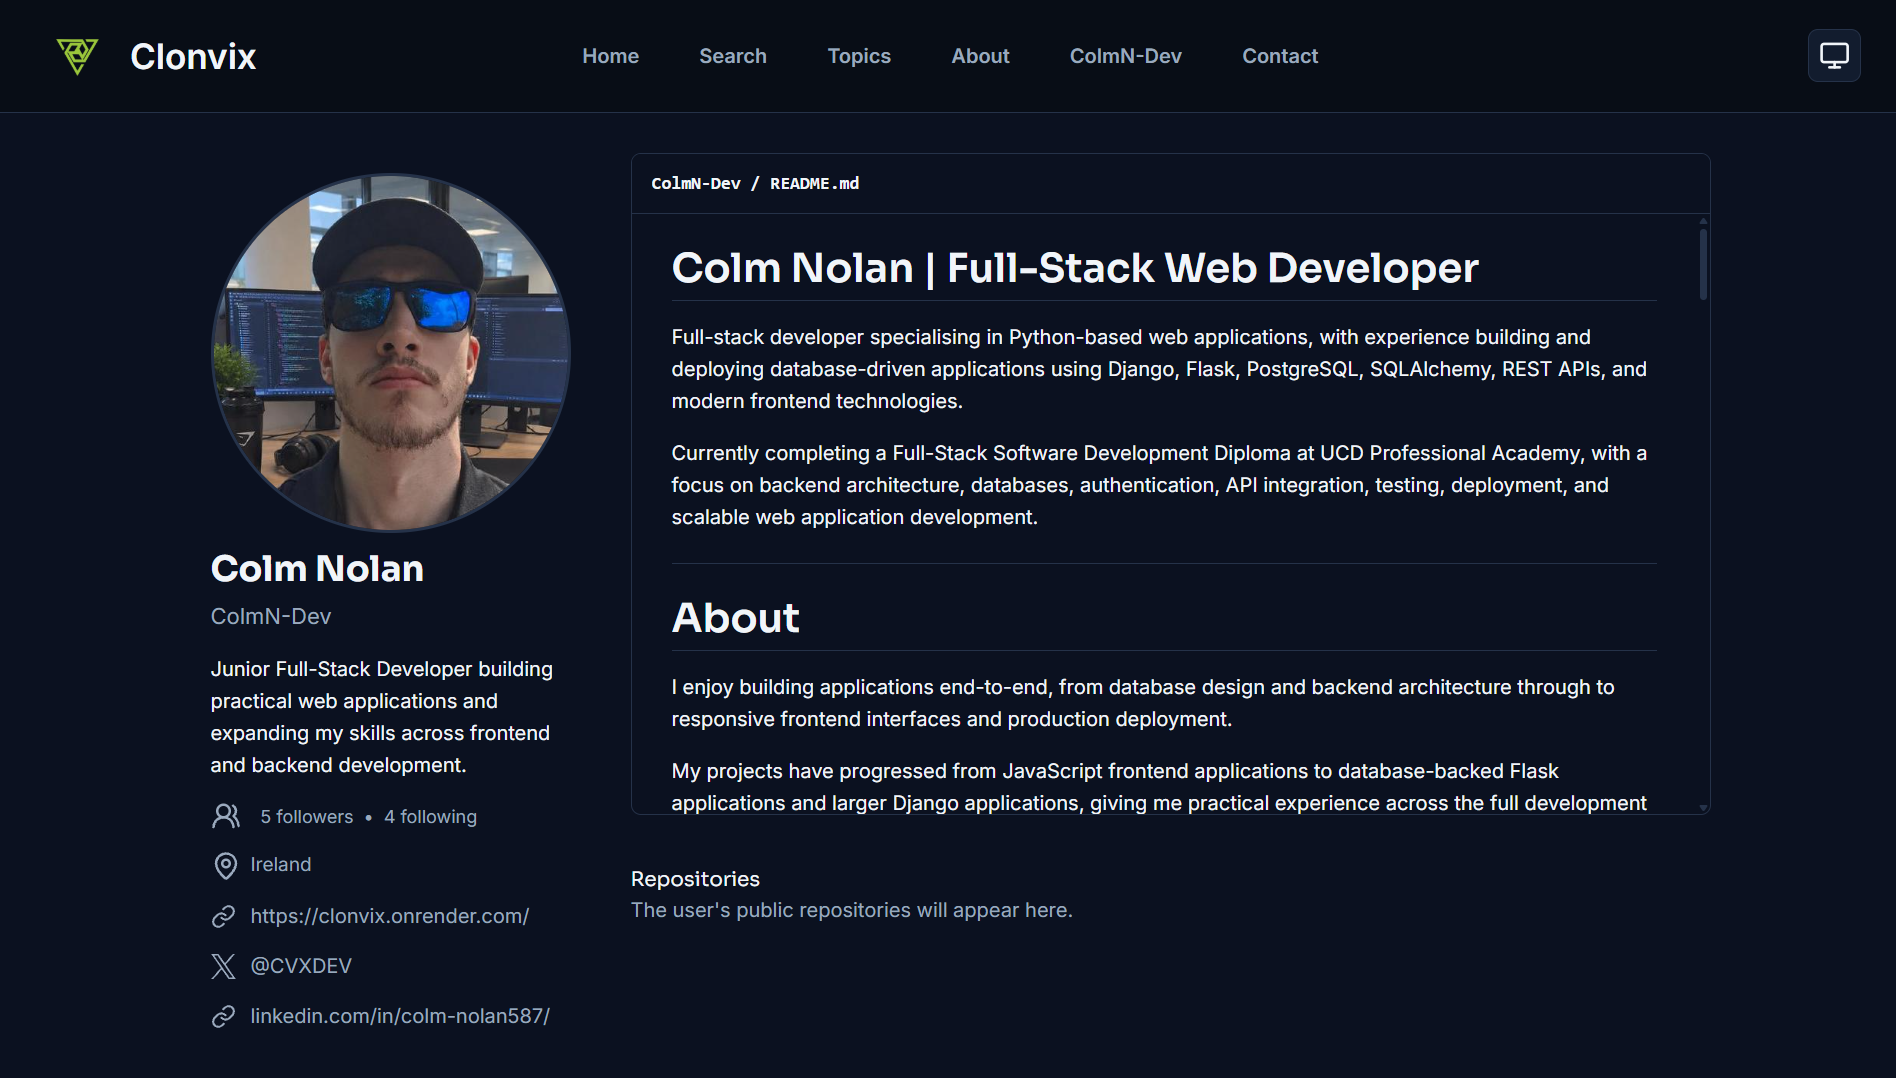 Clonvix
Home
Search
Topics
About
ColmN-Dev
Contact
Colm Nolan
ColmN-Dev
Junior Full-Stack Developer building
practical web applications and
expanding my skills across frontend
and backend development.
5 followers • 4 following
Ireland
https://clonvix.onrender.com/
@CVXDEV
linkedin.com/in/colm-nolan587/
ColmN-Dev / README.md
Colm Nolan | Full-Stack Web Developer
Full-stack developer specialising in Python-based web applications, with experience building and
deploying database-driven applications using Django, Flask, PostgreSQL, SQLAlchemy, REST APIs, and
modern frontend technologies.
Currently completing a Full-Stack Software Development Diploma at UCD Professional Academy, with a
focus on backend architecture, databases, authentication, API integration, testing, deployment, and
scalable web application development.
About
I enjoy building applications end-to-end, from database design and backend architecture through to
responsive frontend interfaces and production deployment.
My projects have progressed from JavaScript frontend applications to database-backed Flask
applications and larger Django applications, giving me practical experience across the full development
Repositories
The user's public repositories will appear here.